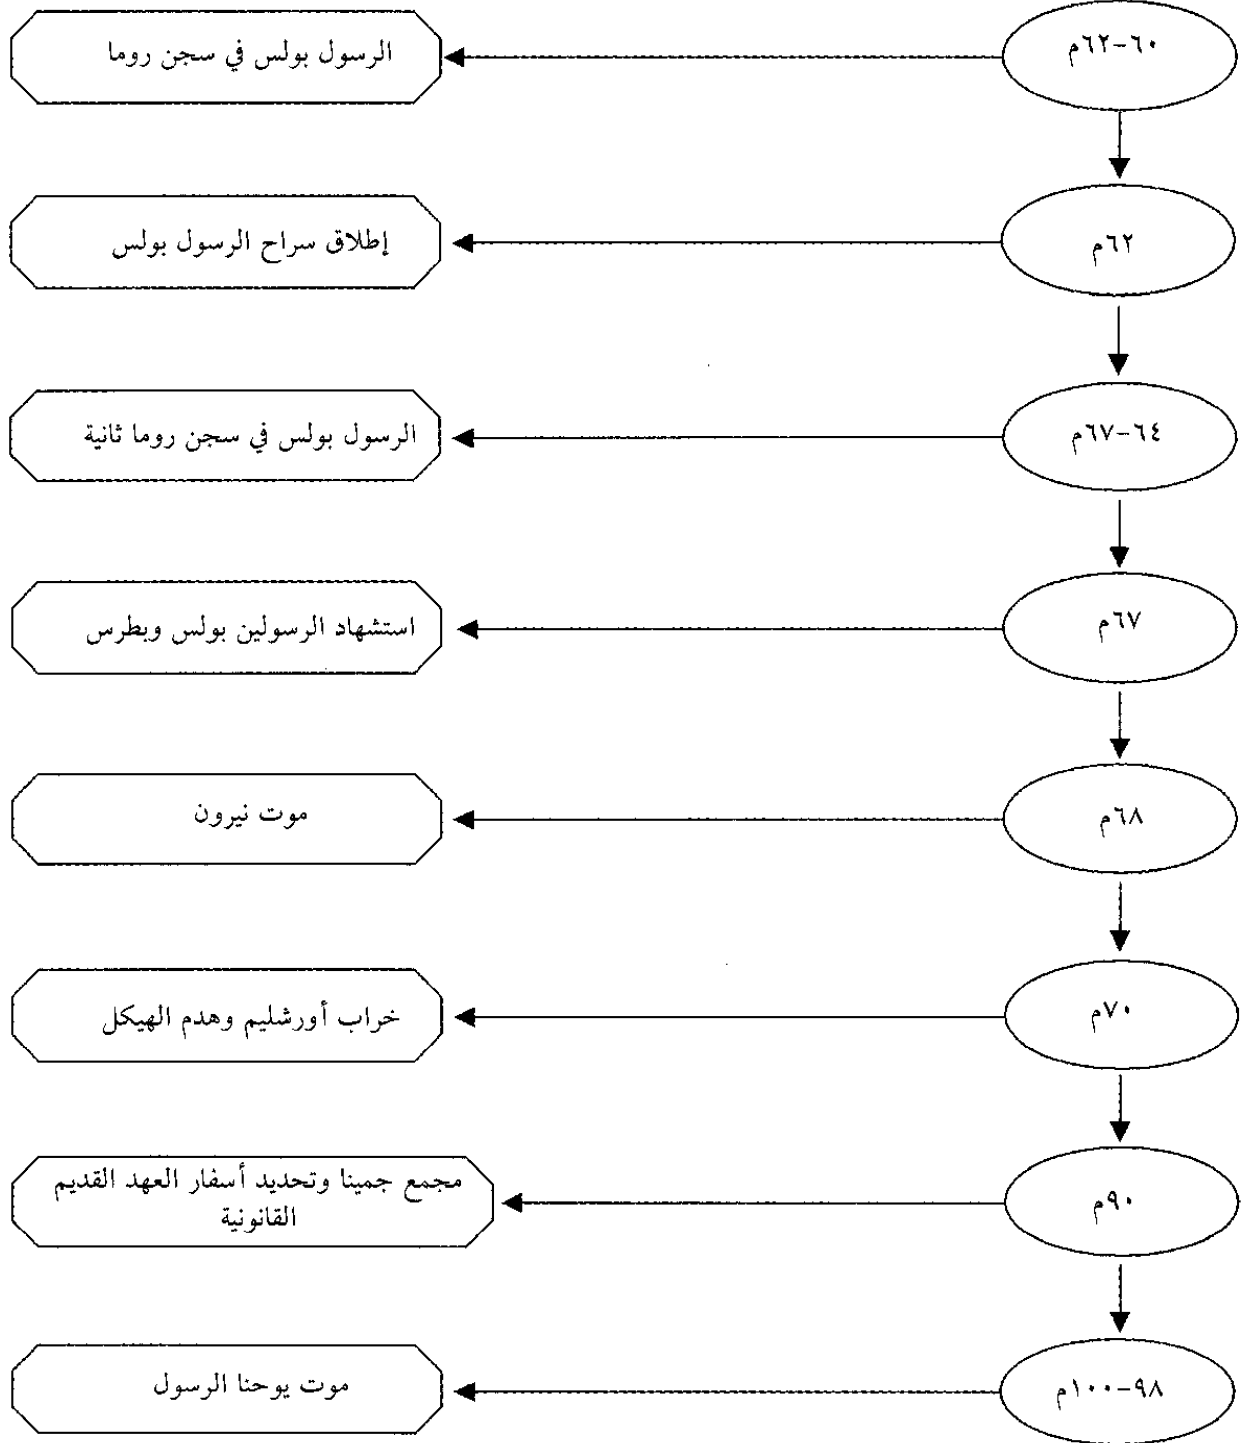 ٦٠-٦٢م
الرسول بولس في سجن روما
٦٢م
إطلاق سراح الرسول بولس
٦٤-٦٧م
الرسول بولس في سجن روما ثانية
٦٧م
استشهاد الرسولين بولس وبطرس
٦٨م
موت نيرون
٧٠م
خراب أورشليم وهدم الهيكل
٩٠م
مجمع جمينا وتحديد أسفار العهد القديم
القانونية
٩٨-١٠٠م
موت يوحنا الرسول